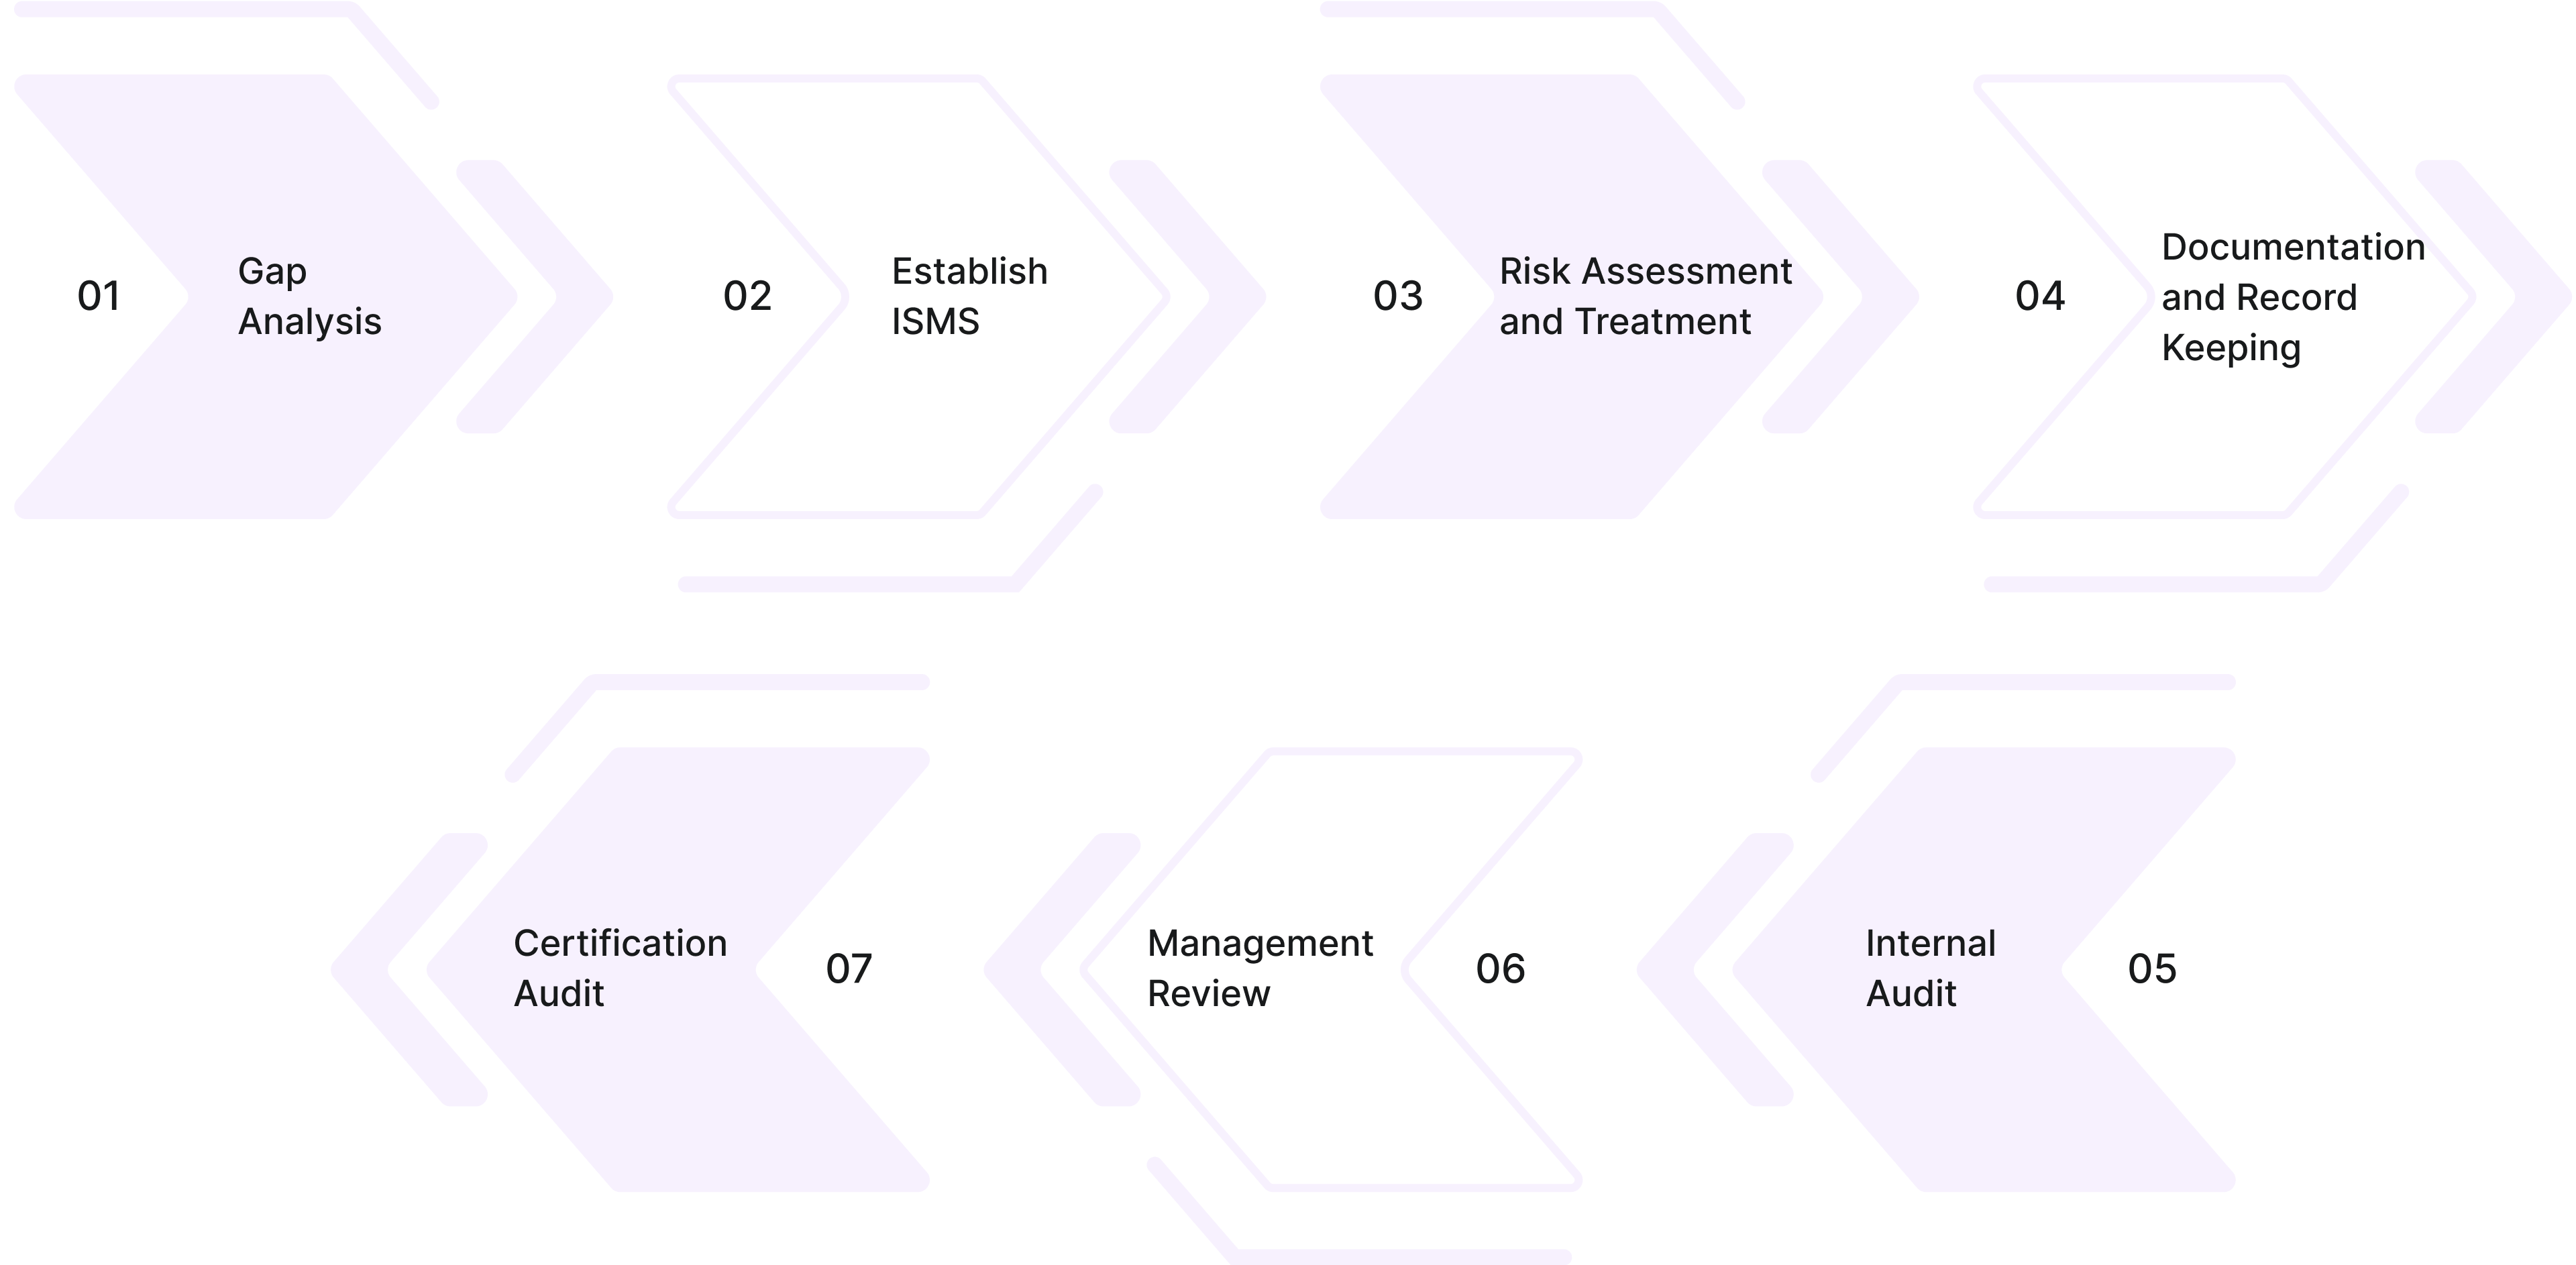 01
Gap
Analysis
02
Establish
ISMS
03
Risk Assessment
and Treatment
04
Documentation
and Record
Keeping
05
Internal
Audit
06
Management
Review
07
Certification
Audit